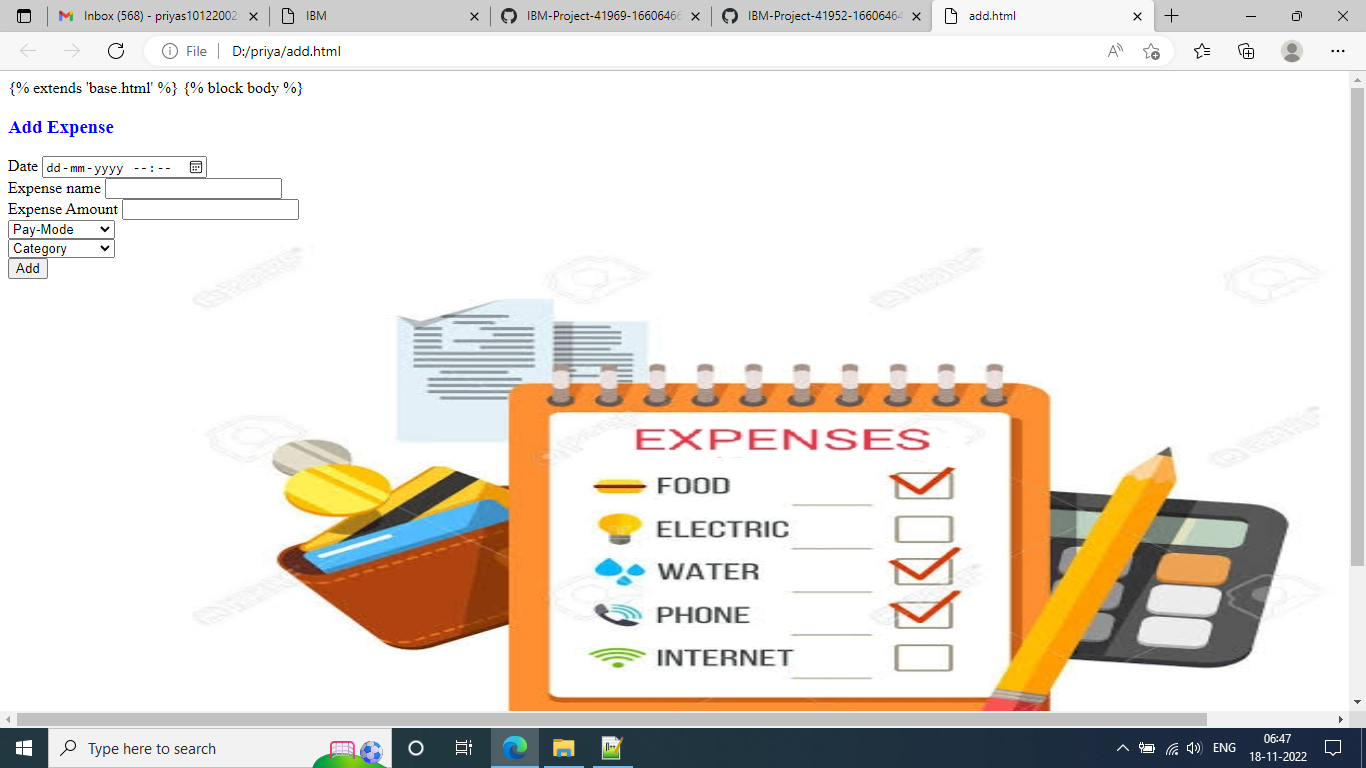 Inbox (568) - priyas10122002
IBM
IBM-Project-41969-16606466
IBM-Project-41952-16606464
add.html
File
D:/priya/add.html
{% extends 'base.html' %} {% block body %}
Add Expense
Date dd-mm-yyyy --:--
Expense name
Expense Amount
Pay-Mode
Category
Add
EXPENSES
FOOD
ELECTRIC
WATER
PHONE
INTERNET
Type here to search
ENG
06:47
18-11-2022